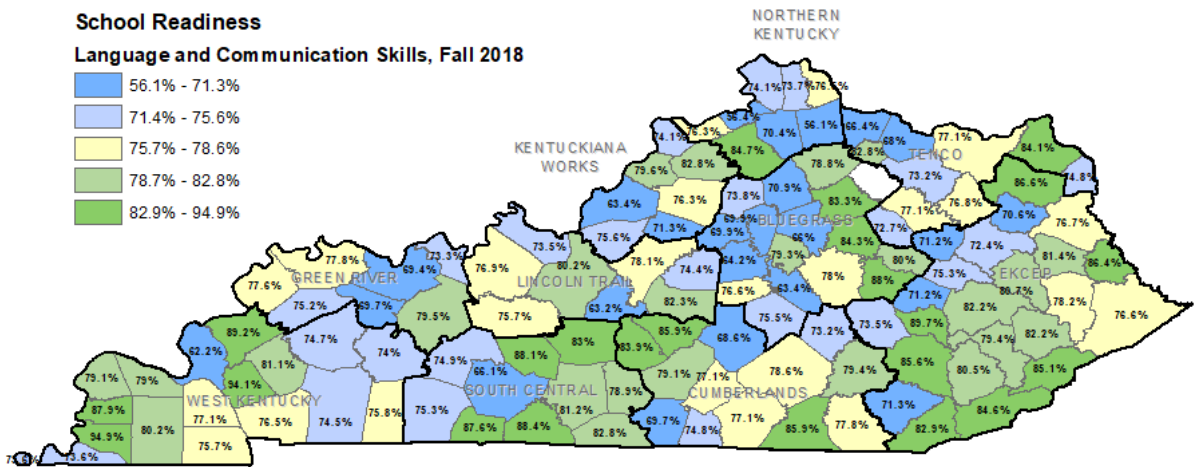 School Readiness
Language and Communication Skills, Fall 2018
56.1% - 71.3%
71.4% - 75.6%
75.7% - 78.6%
78.7% - 82.8%
82.9% - 94.9%
NORTHERN
KENTUCKY
74.1% 73.7%
56.4%
74.1% 76.3% 70.4% 56.1% 66.4%
68% 77.1%
KENTUCKIANA
WORKS
84.7% 82.8% TENCO 84.1%
79.6% 82.8% 78.8% 73.2% 74.8%
86.6%
63.4% 76.3% 73.8% 70.9% 83.3% 77.1% 76.8%
70.6% 76.7%
69.9% BLUEGRASS
73.5% 75.6% 71.3% 69.9% 66% 84.3% 72.7% 71.2% 72.4%
77.8% 73.3% 80.2% 78.1% 64.2% 79.3% 80% 81.4% 86.4%
GREEN RIVER 69.4% 76.9% LINCOLN TRAIL 74.4% 78% 88% 75.3% EKCEP
77.6% 76.6% 63.4% 71.2% 80.7% 78.2%
75.2% 69.7% 79.5% 75.7% 63.2% 82.3% 75.5% 82.2% 76.6%
89.2% 74.7% 83% 85.9% 68.6% 73.2% 73.5% 89.7% 79.4% 82.2%
62.2% 81.1% 74% 74.9% 88.1% 83.9% 85.6%
79.1% 79% 94.1% 66.1% 79.1% 77.1% 78.6% 79.4% 80.5% 85.1%
WEST KENTUCKY SOUTH CENTRAL 78.9% CUMBERLANDS
87.9% 77.1% 76.5% 74.5% 75.8% 75.3% 81.2% 71.3% 84.6%
94.9% 80.2% 87.6% 88.4% 82.8% 69.7% 77.1% 77.8% 82.9%
73.6% 75.7% 74.8% 85.9%